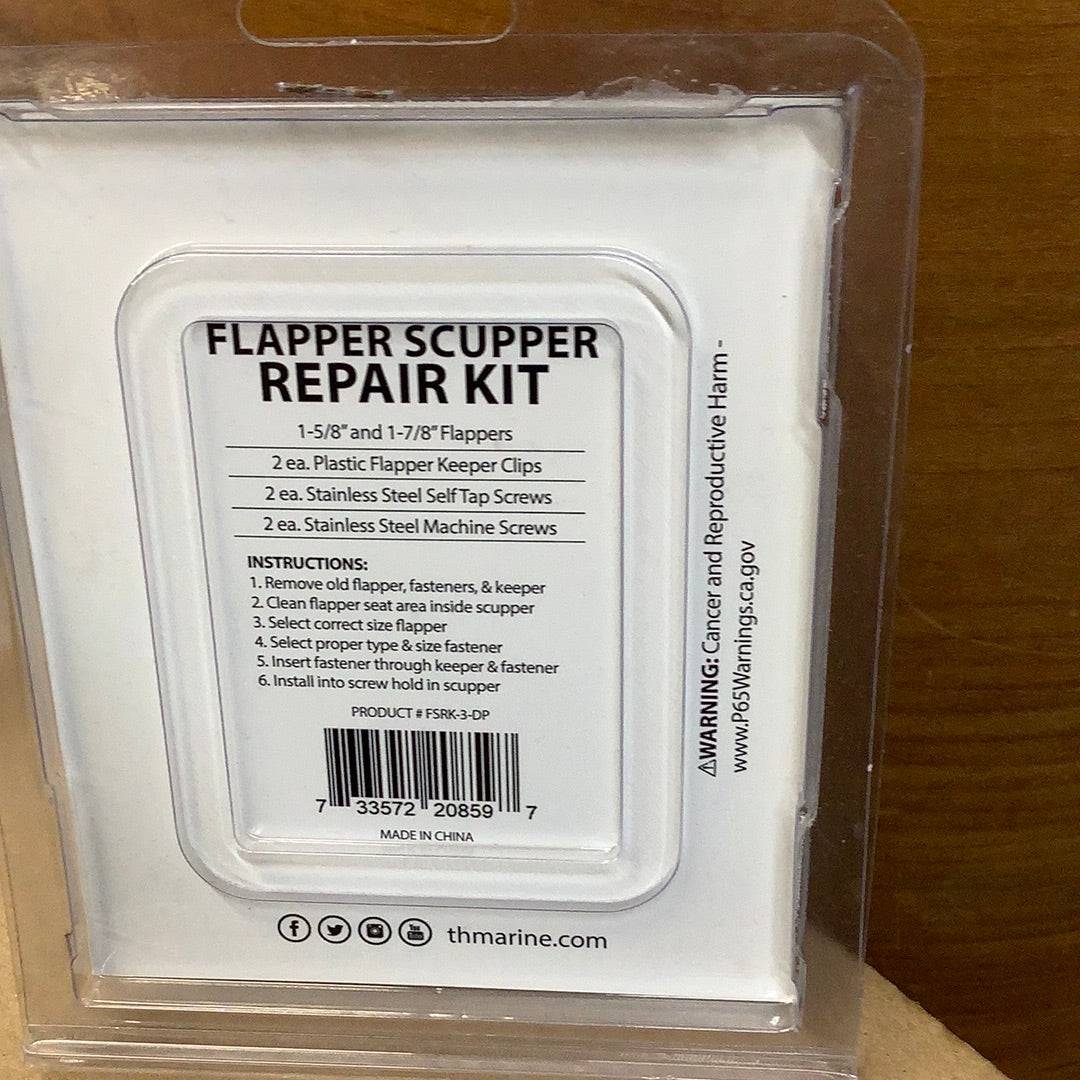 FLAPPER SCUPPER
REPAIR KIT
1-5/8" and 1-7/8" Flappers
2 ea. Plastic Flapper Keeper Clips
2 ea. Stainless Steel Self Tap Screws
2 ea. Stainless Steel Machine Screws
INSTRUCTIONS:
1. Remove old flapper, fasteners, & keeper
2. Clean flapper seat area inside scupper
3. Select correct size flapper
4. Select proper type & size fastener
5. Insert fastener through keeper & fastener
6. Install into screw hold in scupper
PRODUCT # FSRK-3-DP
7 33572 20859 7
MADE IN CHINA
thmarine.com
⚠WARNING: Cancer and Reproductive Harm -
www.P65Warnings.ca.gov